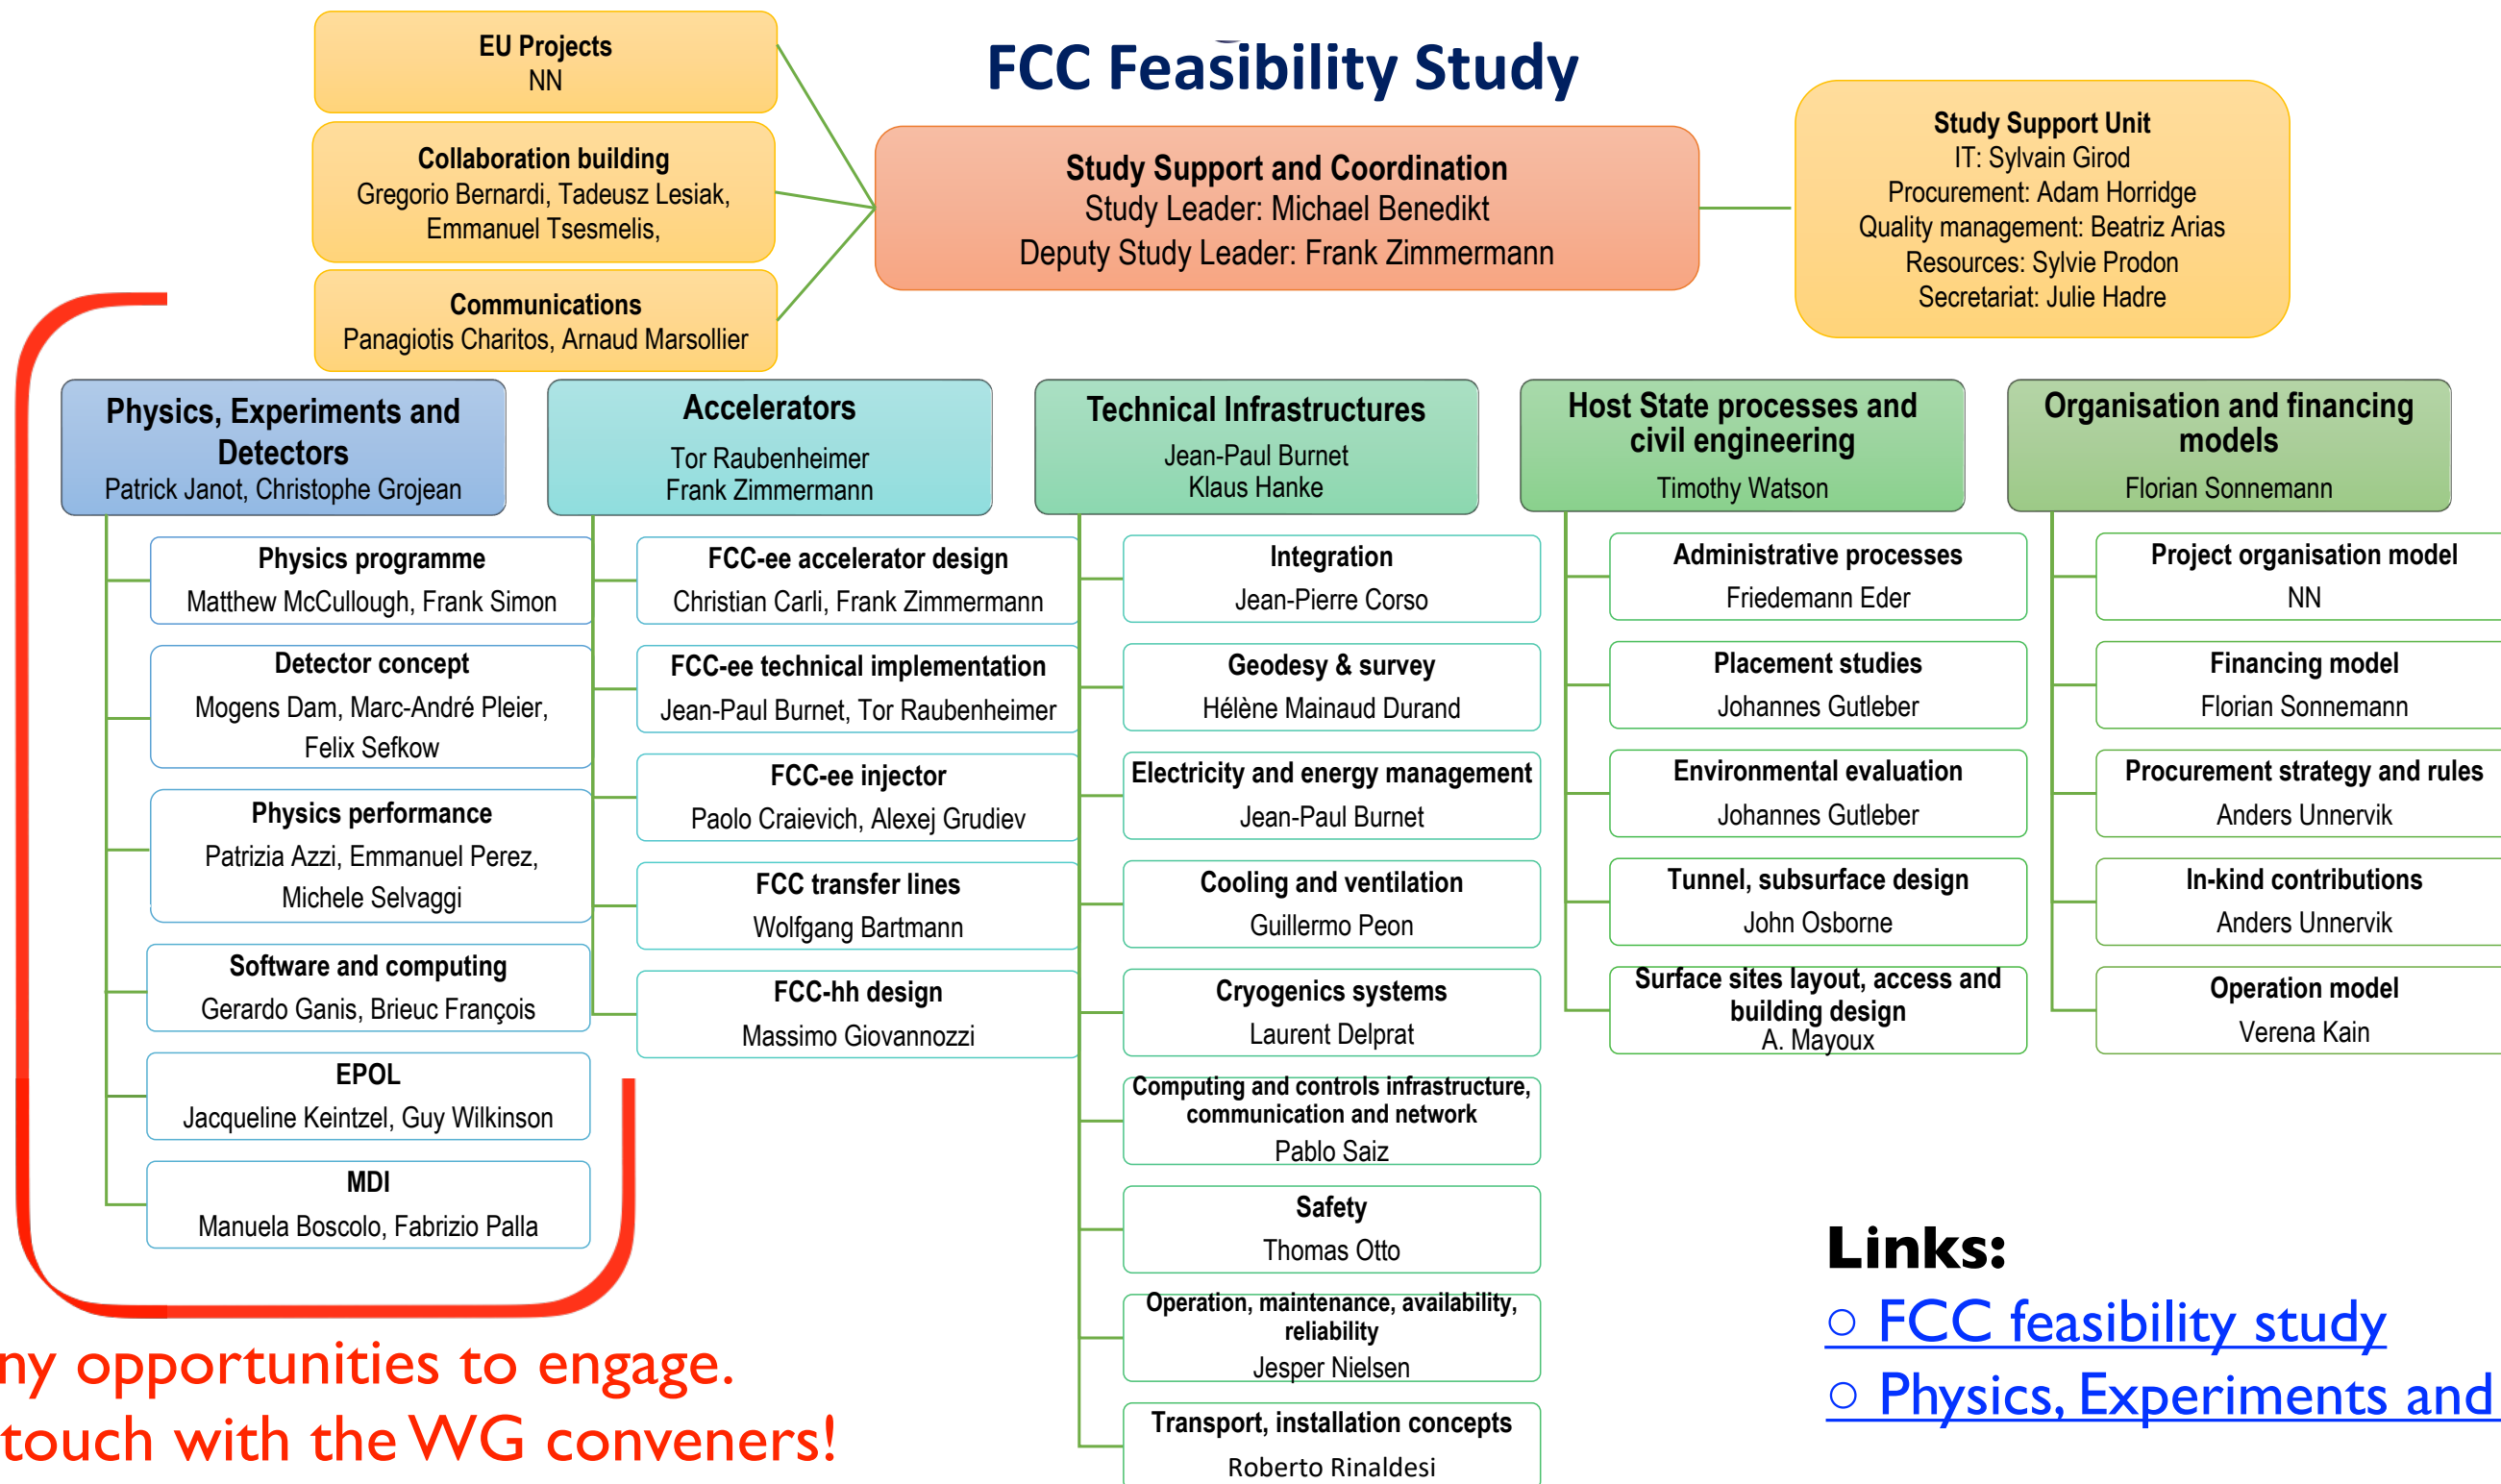 FCC Feasibility Study
EU Projects
NN
Collaboration building
Gregorio Bernardi, Tadeusz Lesiak,
Emmanuel Tsesmelis,
Communications
Panagiotis Charitos, Arnaud Marsollier
Study Support and Coordination
Study Leader: Michael Benedikt
Deputy Study Leader: Frank Zimmermann
Study Support Unit
IT: Sylvain Girod
Procurement: Adam Horridge
Quality management: Beatriz Arias
Resources: Sylvie Prodon
Secretariat: Julie Hadre
Physics, Experiments and
Detectors
Patrick Janot, Christophe Grojean
Physics programme
Matthew McCullough, Frank Simon
Detector concept
Mogens Dam, Marc-André Pleier,
Felix Sefkow
Physics performance
Patrizia Azzi, Emmanuel Perez,
Michele Selvaggi
Software and computing
Gerardo Ganis, Brieuc François
EPOL
Jacqueline Keintzel, Guy Wilkinson
MDI
Manuela Boscolo, Fabrizio Palla
Accelerators
Tor Raubenheimer
Frank Zimmermann
FCC-ee accelerator design
Christian Carli, Frank Zimmermann
FCC-ee technical implementation
Jean-Paul Burnet, Tor Raubenheimer
FCC-ee injector
Paolo Craievich, Alexej Grudiev
FCC transfer lines
Wolfgang Bartmann
FCC-hh design
Massimo Giovannozzi
Technical Infrastructures
Jean-Paul Burnet
Klaus Hanke
Integration
Jean-Pierre Corso
Geodesy & survey
Hélène Mainaud Durand
Electricity and energy management
Jean-Paul Burnet
Cooling and ventilation
Guillermo Peon
Cryogenics systems
Laurent Delprat
Computing and controls infrastructure,
communication and network
Pablo Saiz
Safety
Thomas Otto
Operation, maintenance, availability,
reliability
Jesper Nielsen
Transport, installation concepts
Roberto Rinaldesi
Host State processes and
civil engineering
Timothy Watson
Administrative processes
Friedemann Eder
Placement studies
Johannes Gutleber
Environmental evaluation
Johannes Gutleber
Tunnel, subsurface design
John Osborne
Surface sites layout, access and
building design
A. Mayoux
Organisation and financing
models
Florian Sonnemann
Project organisation model
NN
Financing model
Florian Sonnemann
Procurement strategy and rules
Anders Unnervik
In-kind contributions
Anders Unnervik
Operation model
Verena Kain
ny opportunities to engage.
touch with the WG conveners!
Links:
○ FCC feasibility study
○ Physics, Experiments and